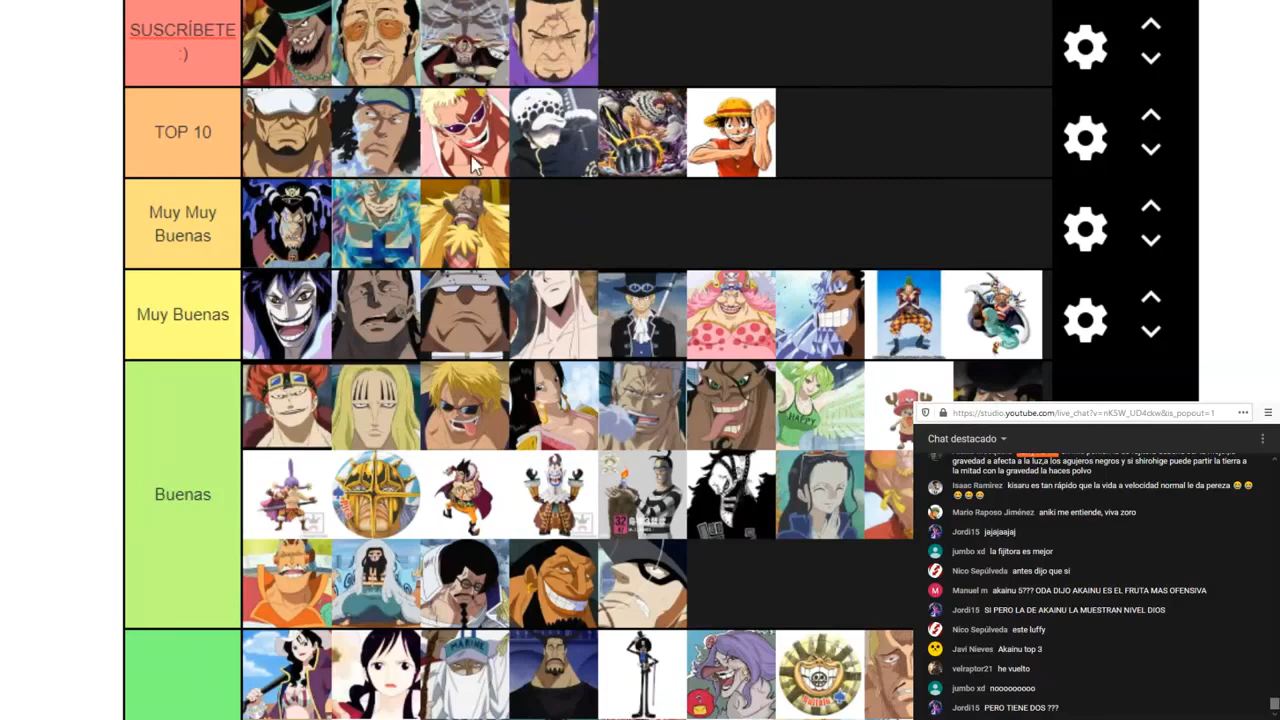 SUSCRÍBETE
:)
TOP 10
Muy Muy
Buenas
Muy Buenas
HAPPY
Buenas
32
MARINE
https://studio.youtube.com/live_chat?v=nK5W_UD4ckw&is_popout=1
Chat destacado
gravedad a afecta a la luz,a los agujeros negros y si shirohige puede partir la tierra a
la mitad con la gravedad la haces polvo
Isaac Ramirez kisaru es tan rápido que la vida a velocidad normal le da pereza
Mario Raposo Jiménez aniki me entiende, viva zoro
Jordi15 jajajaajaj
jumbo xd la fijitora es mejor
Nico Sepúlveda antes dijo que si
M
Manuel m akainu 5??? ODA DIJO AKAINU ES EL FRUTA MAS OFENSIVA
Jordi15 SI PERO LA DE AKAINU LA MUESTRAN NIVEL DIOS
Nico Sepúlveda este luffy
Javi Nieves Akainu top 3
velraptor21 he vuelto
jumbo xd nooooooooo
Jordi15 PERO TIENE DOS ???